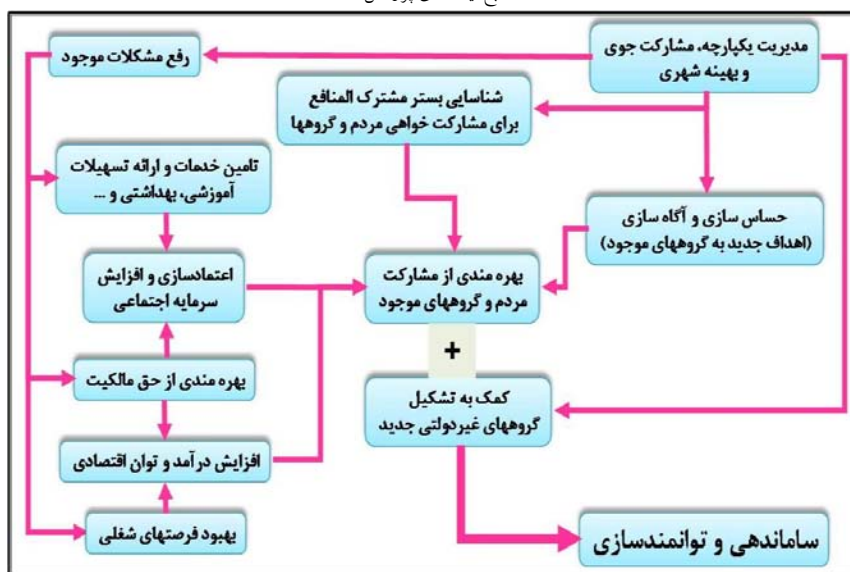 مدیریت یکپارچه، مشارکت جوی
و بهینه شهری
رفع مشکلات موجود
شناسایی بستر مشترک المنافع
برای مشارکت خواهی مردم و گروهها
تامین خدمات و ارائه تسهیلات
آموزشی، بهداشتی و ...
حساس سازی و آگاه سازی
(اهداف جدید به گروههای موجود)
بهره مندی از مشارکت
مردم و گروههای موجود
اعتمادسازی و افزایش
سرمایه اجتماعی
+
بهره مندی از حق مالکیت
کمک به تشکیل
گروههای غیردولتی جدید
افزایش درآمد و توان اقتصادی
بهبود فرصتهای شغلی
ساماندهی و توانمندسازی